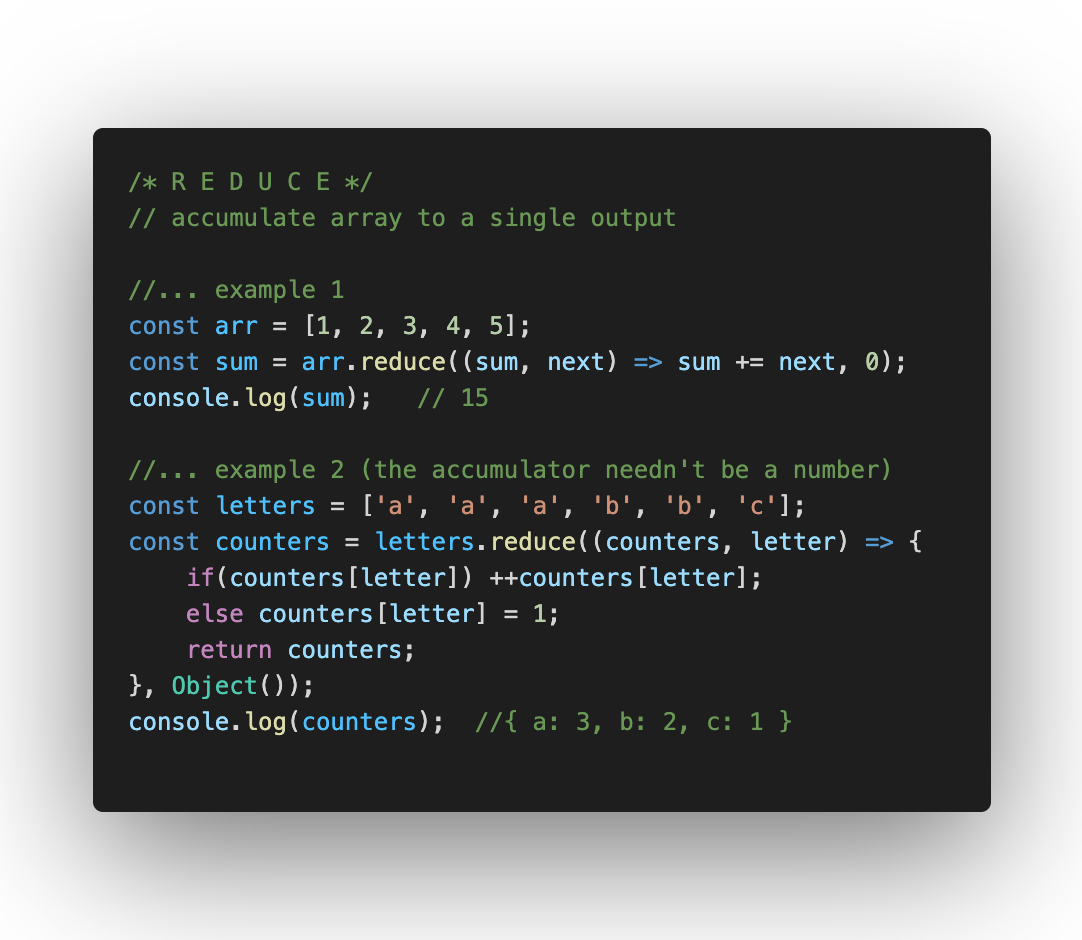 /* R E D U C E */
// accumulate array to a single output
//... example 1
const arr = [1, 2, 3, 4, 5];
const sum = arr.reduce((sum, next) => sum += next, 0);
console.log(sum);   // 15
//... example 2 (the accumulator needn't be a number)
const letters = ['a', 'a', 'a', 'b', 'b', 'c'];
const counters = letters.reduce((counters, letter) => {
    if(counters[letter]) ++counters[letter];
    else counters[letter] = 1;
    return counters;
}, Object());
console.log(counters);  //{ a: 3, b: 2, c: 1 }